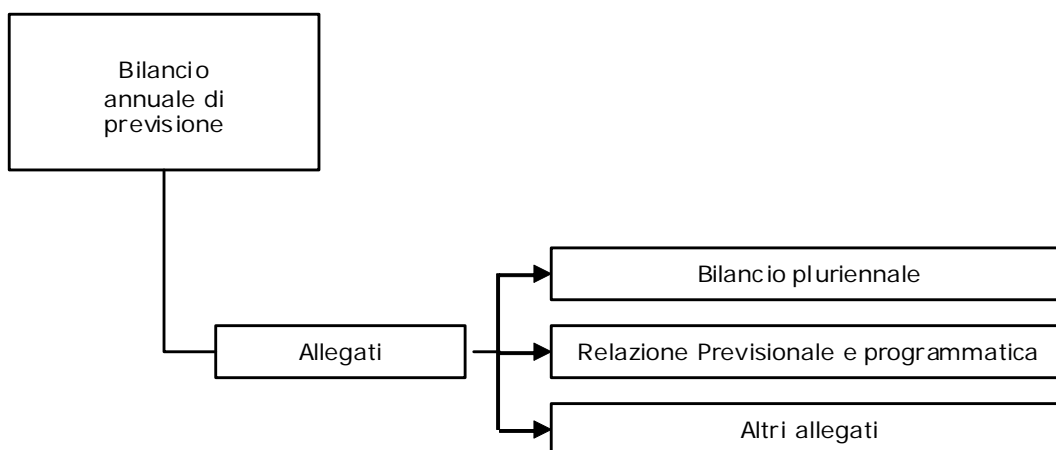 Bilancio
annuale di
previsione
Bilancio pluriennale
Allegati
Relazione Previsionale e programmatica
Altri allegati